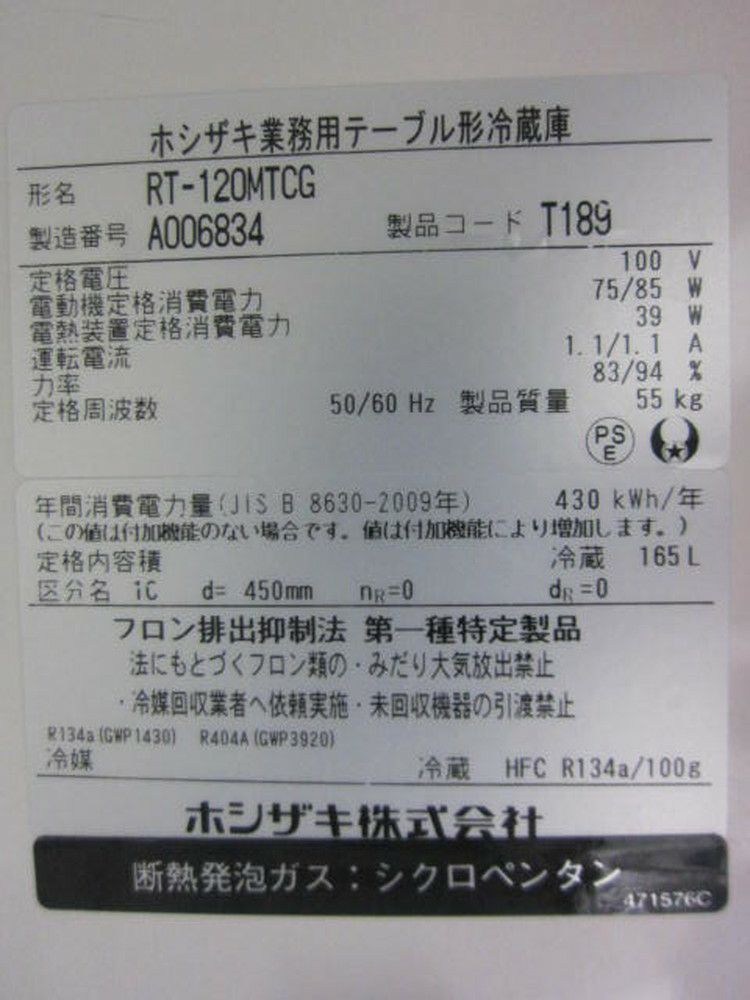 ホシザキ業務用テーブル形冷蔵庫
形名 RT-120MTCG
製造番号 A006834 製品コード T189
定格電圧 100 V
電動機定格消費電力 75/85 W
電熱装置定格消費電力 39 W
運転電流 1.1/1.1 A
力率 83/94 %
定格周波数 50/60 Hz 製品質量 55 kg
PS
E
年間消費電力量(JIS B 8630-2009年) 430 kWh/年
(この値は付加機能のない場合です。値は付加機能により増加します。)
定格内容積 冷蔵 165L
区分名 iC d= 450mm nR=0 dR=0
フロン排出抑制法 第一種特定製品
法にもとづくフロン類の・みだり大気放出禁止
・冷媒回収業者へ依頼実施・未回収機器の引渡禁止
R134a(GWP1430) R404A(GWP3920)
冷媒 冷蔵 HFC R134a/100g
ホシザキ株式会社
断熱発泡ガス：シクロペンタン
471576C